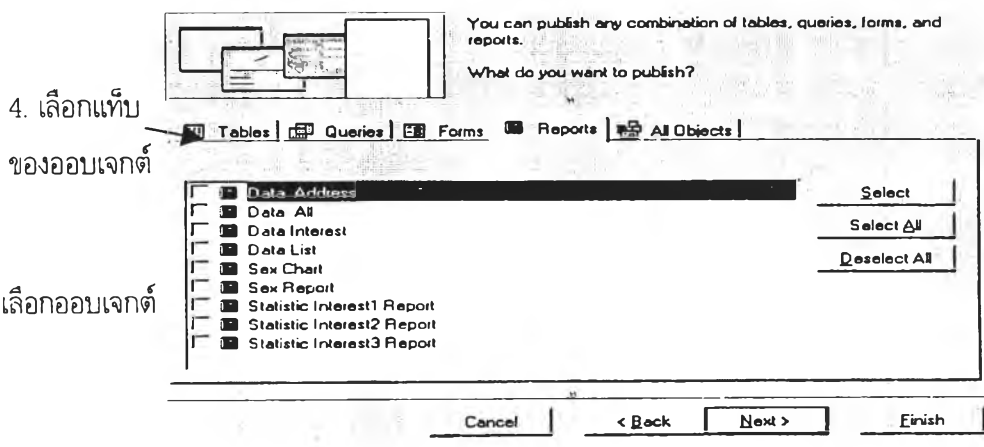 You can publish any combination of tables, queries, forms, and
reports.
What do you want to publish?
4. เลือกแท็บ
ของออบเจกต์
Tables Queries Forms Reports All Objects
Data Address
Data All
Data Interest
Data List
Sex Chart
Sex Report
Statistic Interest1 Report
Statistic Interest2 Report
Statistic Interest3 Report
Select
Select All
Deselect All
เลือกออบเจกต์
Cancel < Back Next > Finish